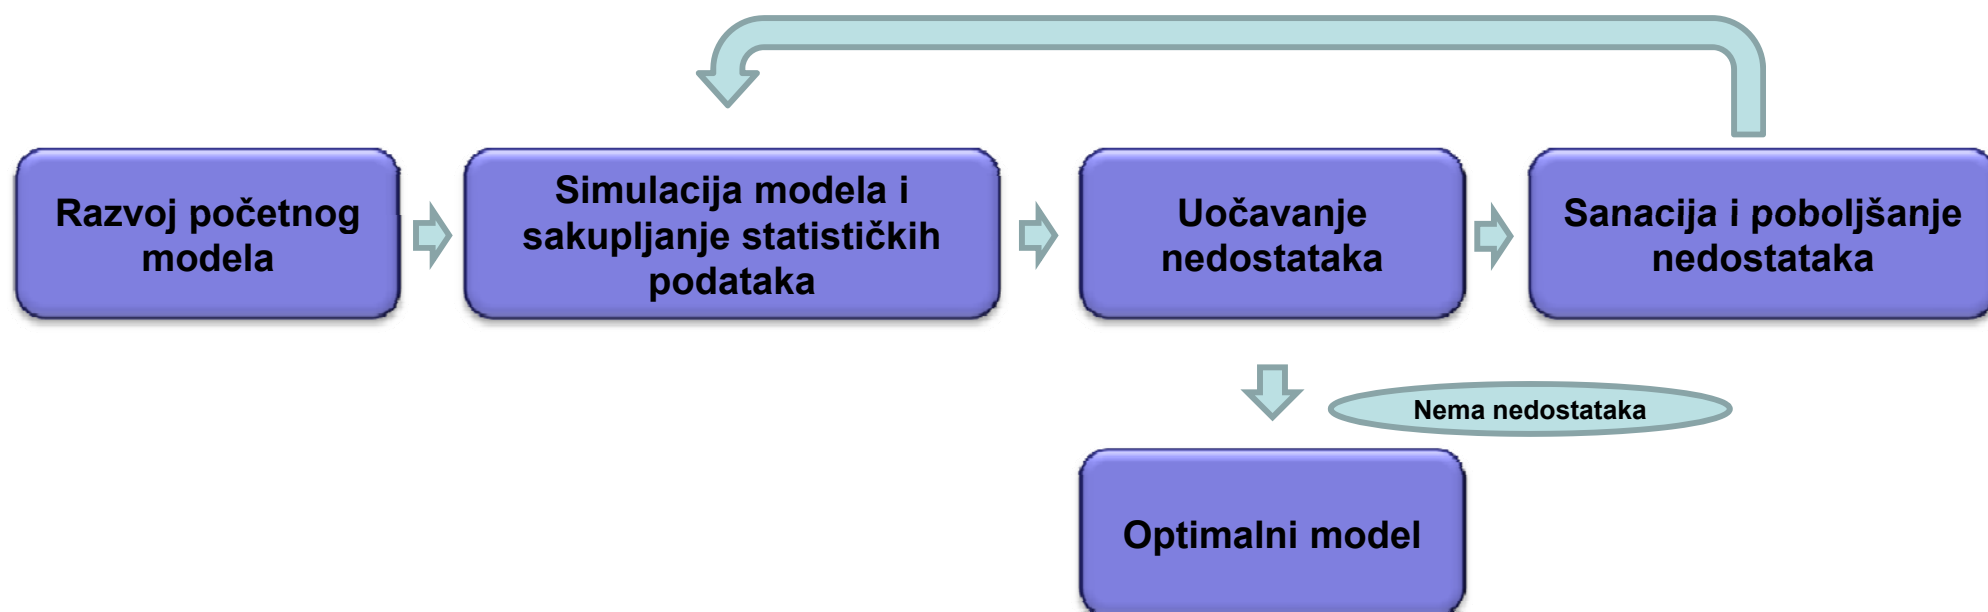 Razvoj početnog
modela
Simulacija modela i
sakupljanje statističkih
podataka
Uočavanje
nedostataka
Sanacija i poboljšanje
nedostataka
Nema nedostataka
Optimalni model